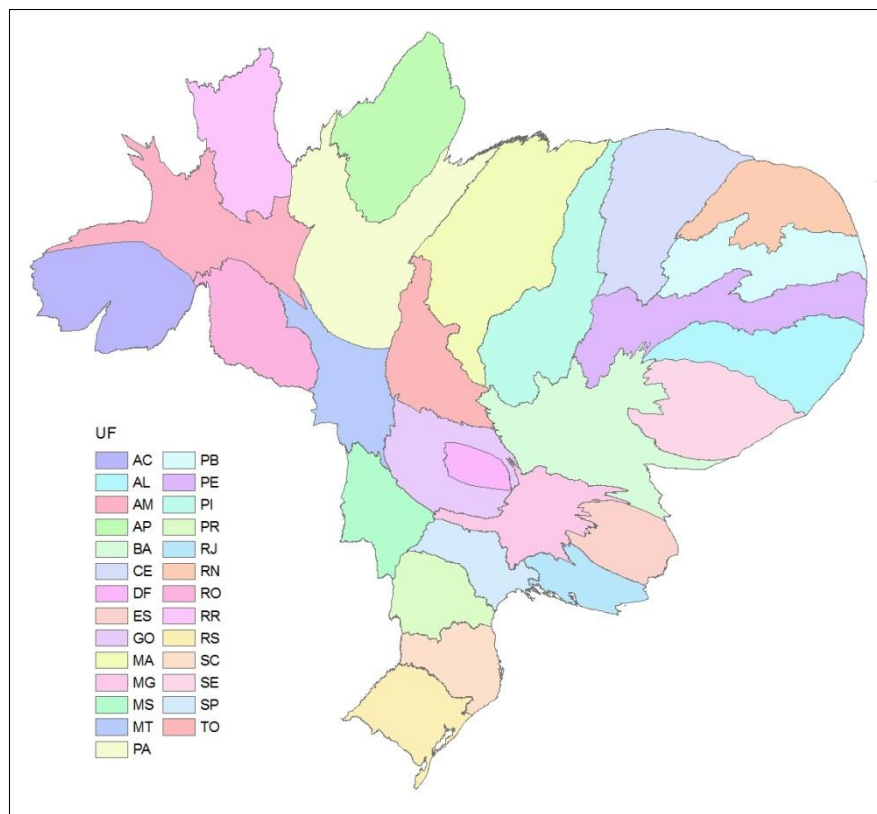 UF
AC PB
AL PE
AM PI
AP PR
BA RJ
CE RN
DF RO
ES RR
GO RS
MA SC
MG SE
MS SP
MT TO
PA